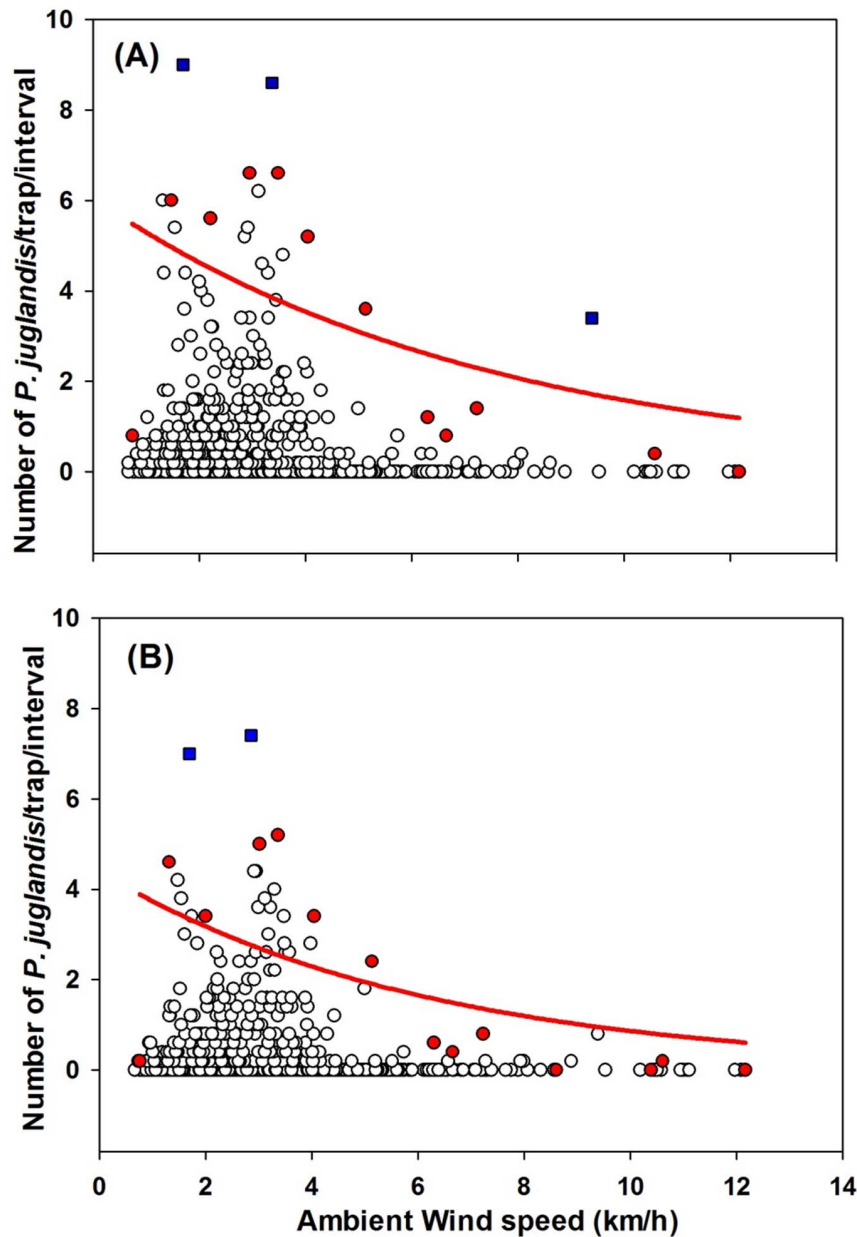 (A)
Number of P. juglandis/trap/interval
10
8
6
4
2
0
(B)
Number of P. juglandis/trap/interval
10
8
6
4
2
0
0 2 4 6 8 10 12 14
Ambient Wind speed (km/h)